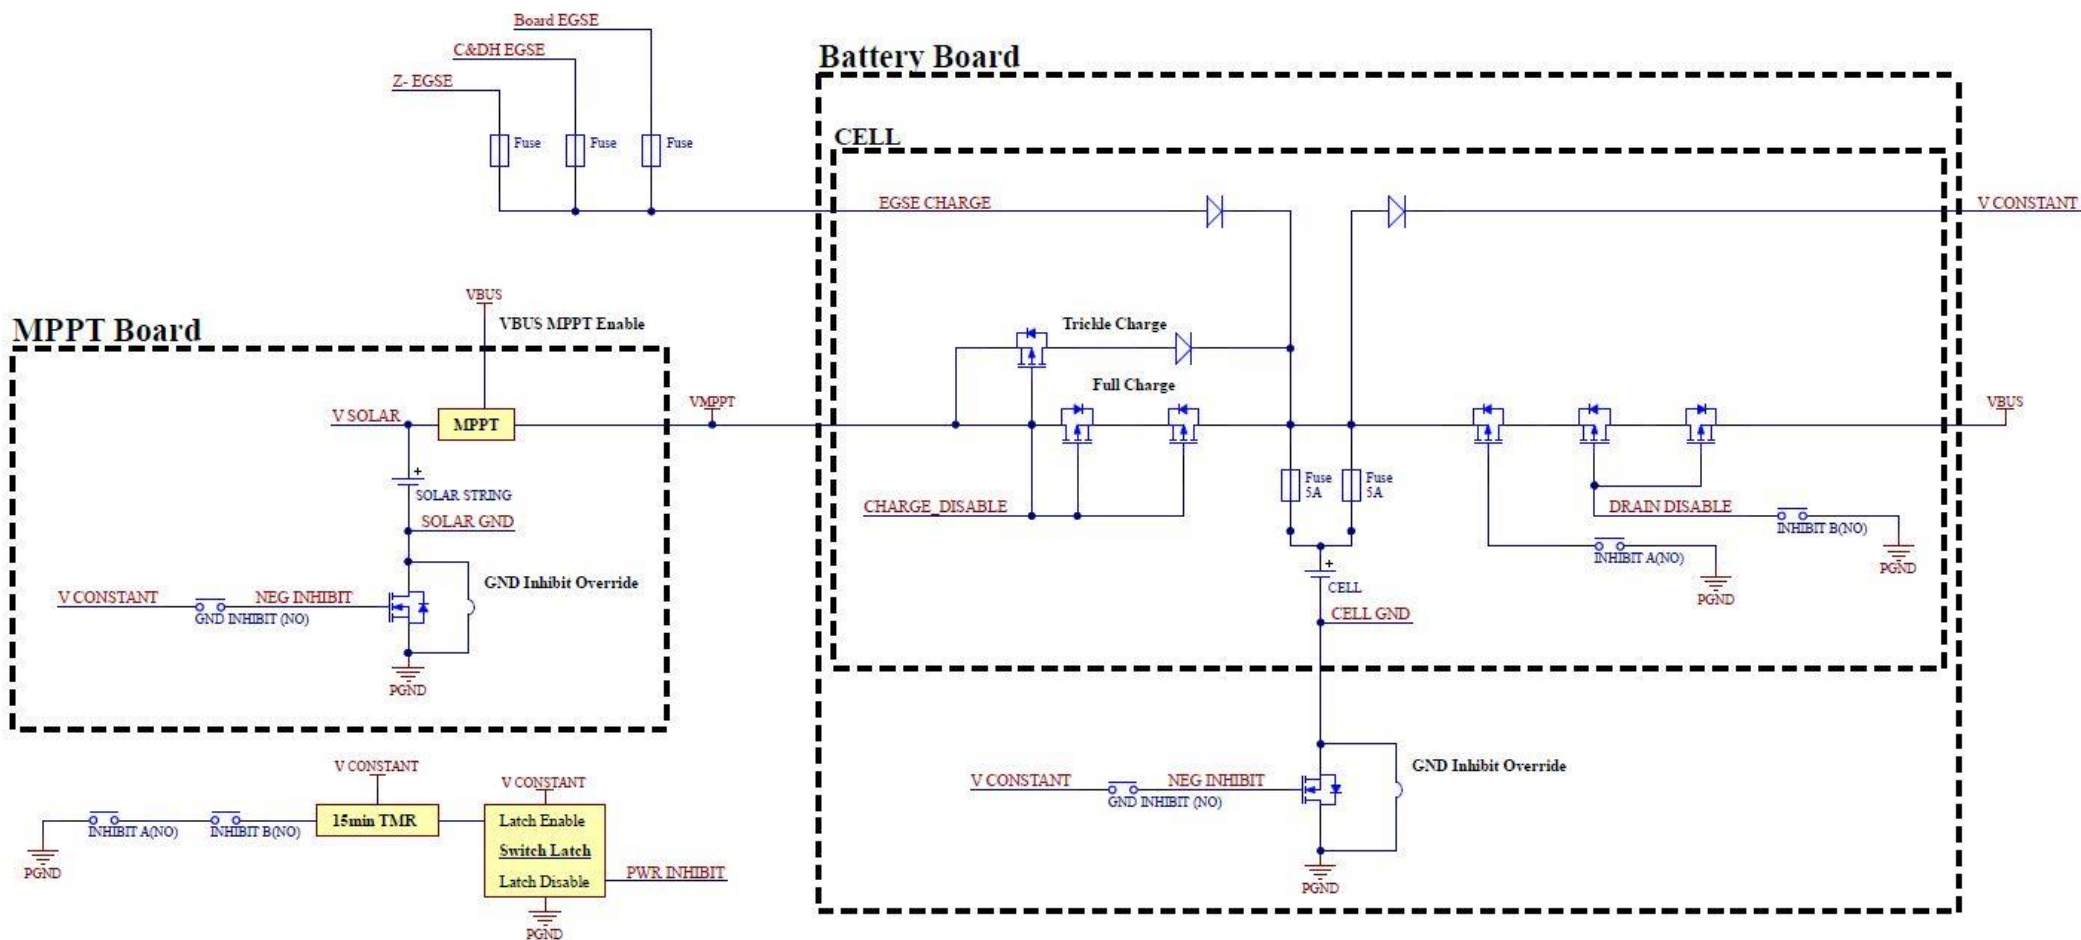 Board EGSE
C&DH EGSE
Z- EGSE
Fuse
Fuse
Fuse
Battery Board
CELL
EGSE CHARGE
V CONSTANT
VBUS
VBUS MPPT Enable
MPPT Board
Trickle Charge
Full Charge
V SOLAR
MPPT
VMPPT
VBUS
+
SOLAR STRING
SOLAR GND
Fuse
5A
Fuse
5A
CHARGE_DISABLE
DRAIN DISABLE
INHIBIT B(NO)
INHIBIT A(NO)
PGND
PGND
+
CELL
CELL GND
GND Inhibit Override
V CONSTANT
NEG INHIBIT
GND INHIBIT (NO)
PGND
GND Inhibit Override
V CONSTANT
NEG INHIBIT
GND INHIBIT (NO)
PGND
V CONSTANT
V CONSTANT
INHIBIT A(NO)
INHIBIT B(NO)
15min TMR
Latch Enable
Switch Latch
Latch Disable
PWR INHIBIT
PGND
PGND